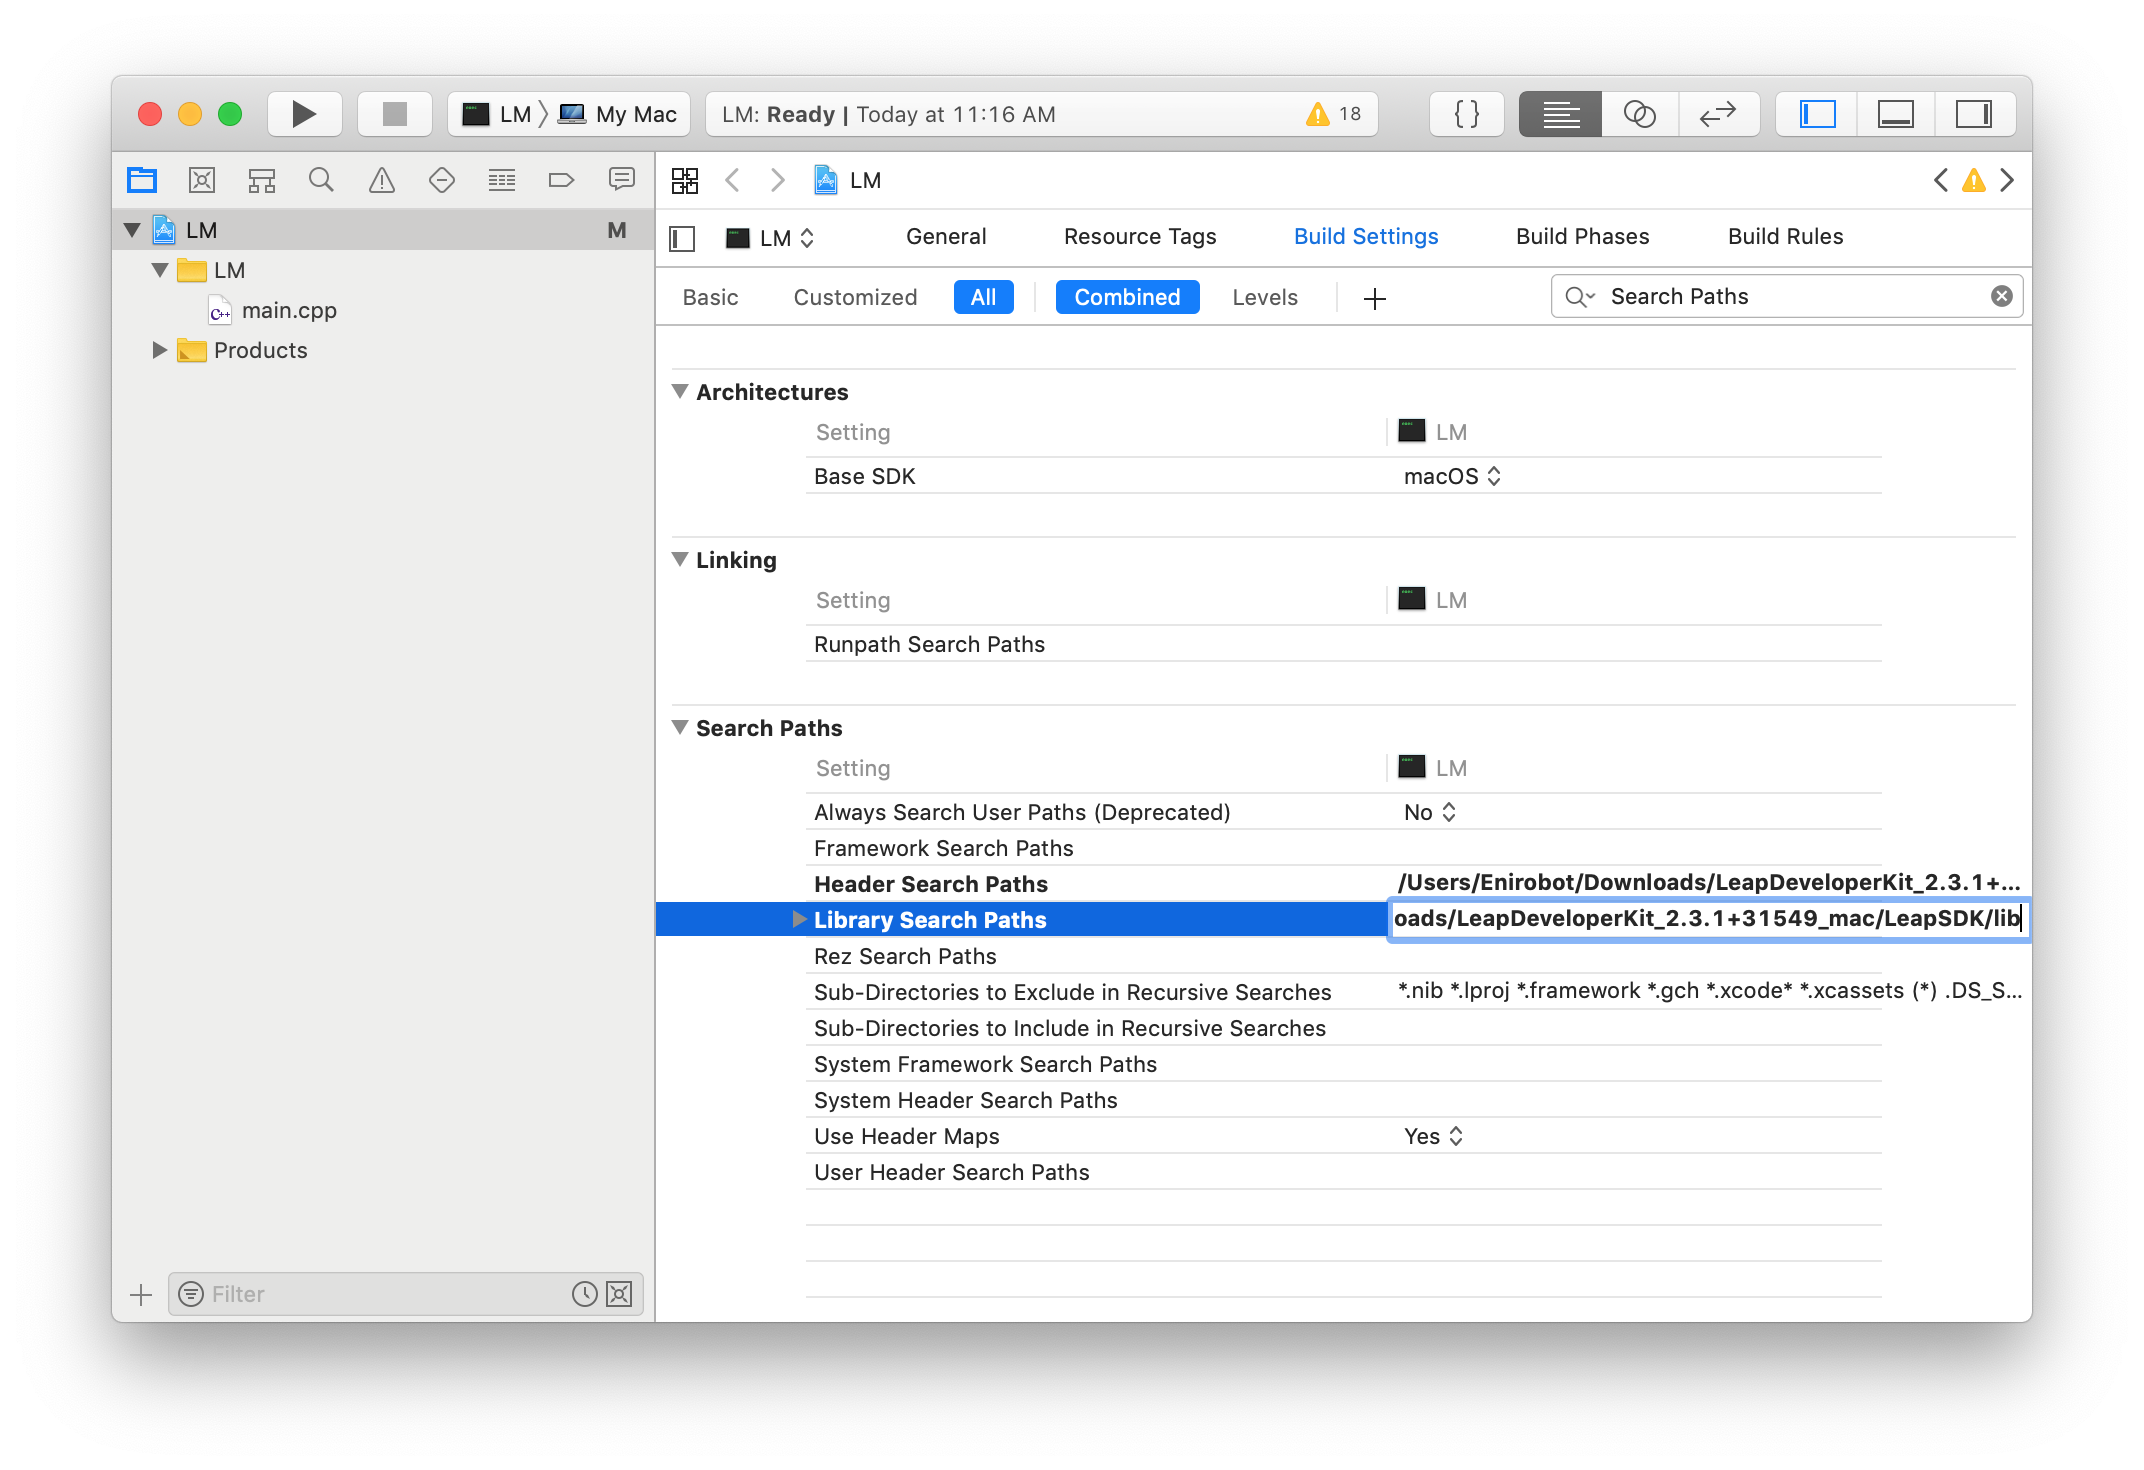 LM My Mac LM: Ready | Today at 11:16 AM 18 { }
LM M
LM
main.cpp
Products
Filter
LM
LM General Resource Tags Build Settings Build Phases Build Rules
Basic Customized All Combined Levels Search Paths
Architectures
Setting LM
Base SDK macOS
Linking
Setting LM
Runpath Search Paths
Search Paths
Setting LM
Always Search User Paths (Deprecated) No
Framework Search Paths
Header Search Paths /Users/Enirobot/Downloads/LeapDeveloperKit_2.3.1+...
Library Search Paths oads/LeapDeveloperKit_2.3.1+31549_mac/LeapSDK/lib
Rez Search Paths
Sub-Directories to Exclude in Recursive Searches *.nib *.lproj *.framework *.gch *.xcode* *.xcassets (*) .DS_S...
Sub-Directories to Include in Recursive Searches
System Framework Search Paths
System Header Search Paths
Use Header Maps Yes
User Header Search Paths